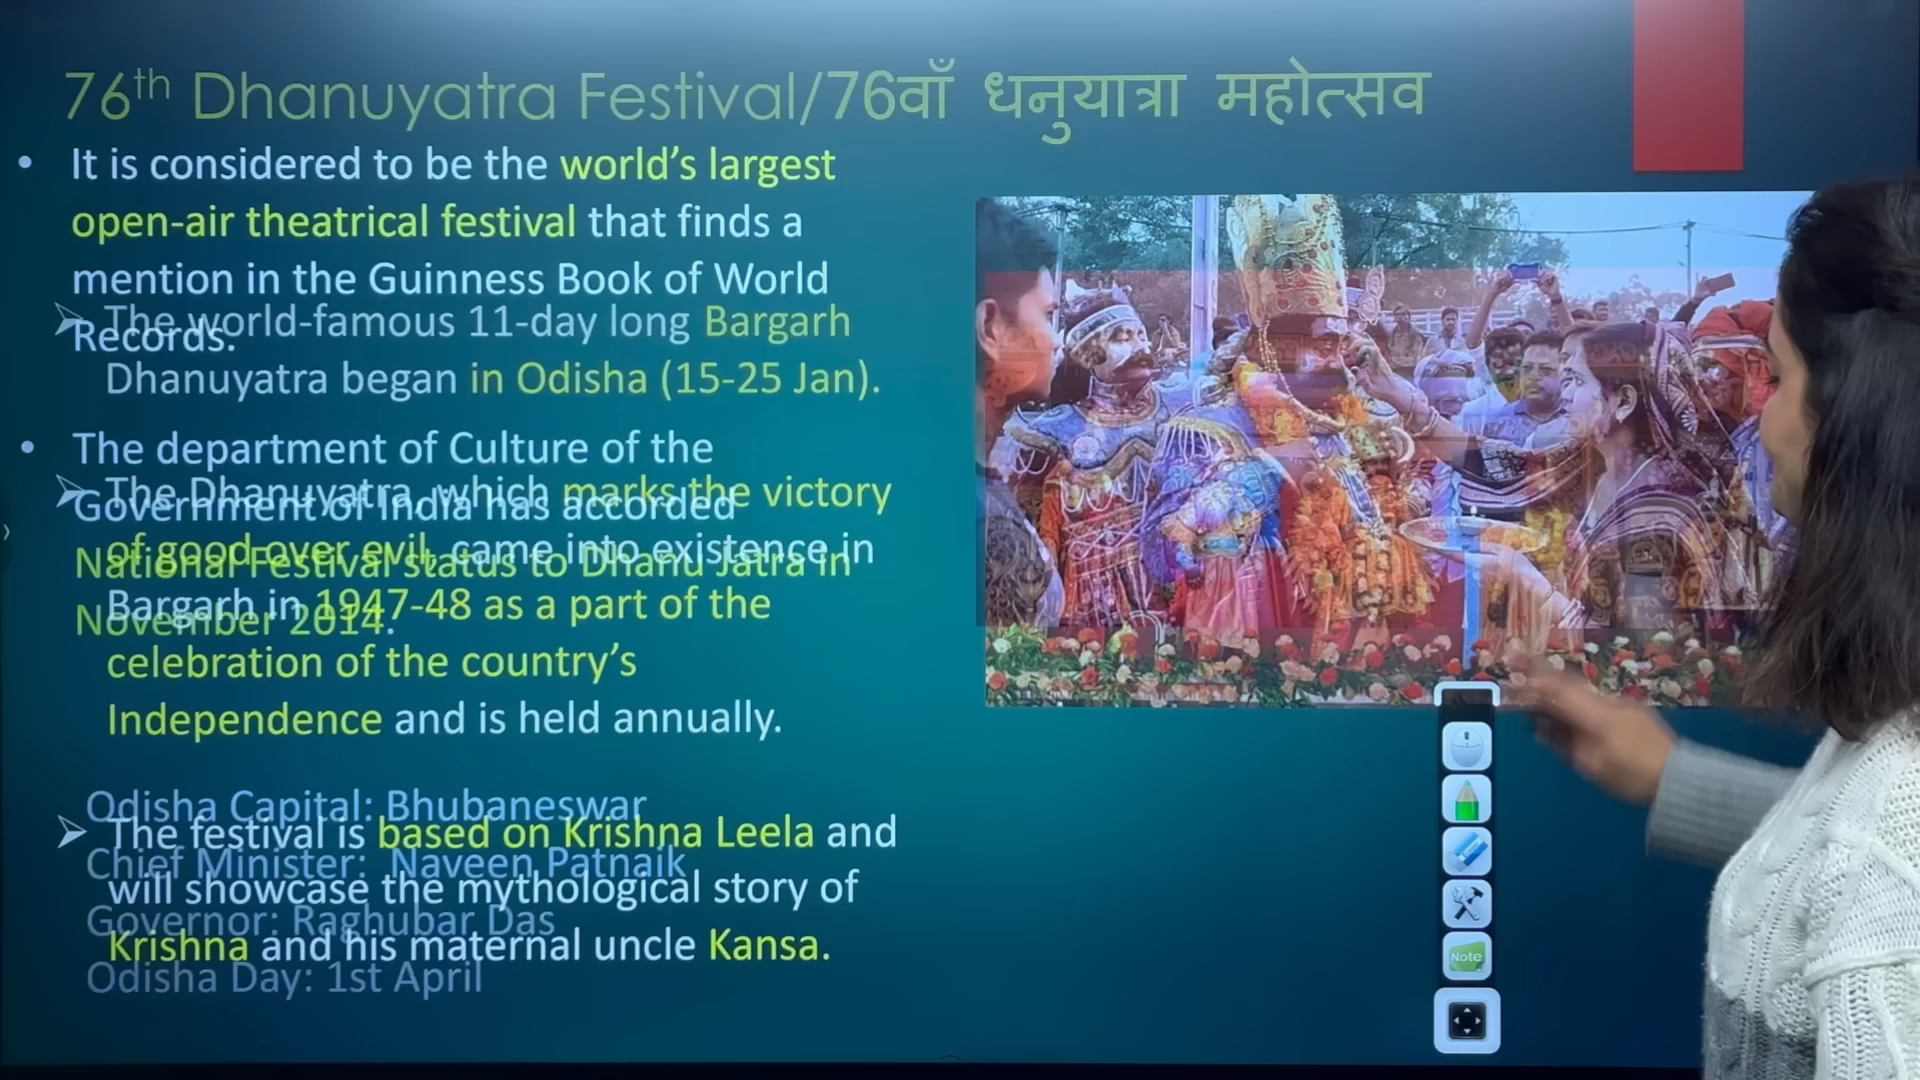 76th Dhanuyatra Festival/76वाँ धनुयात्रा महोत्सव
• It is considered to be the world's largest
open-air theatrical festival that finds a
mention in the Guinness Book of World
Records.
➢ The world-famous 11-day long Bargarh
Dhanuyatra began in Odisha (15-25 Jan).
• The department of Culture of the
Government of India has accorded
National Festival status to Dhanu Jatra in
November 2014.
➢ The Dhanuyatra, which marks the victory
of good over evil, came into existence in
Bargarh in 1947-48 as a part of the
celebration of the country's
Independence and is held annually.
Odisha Capital: Bhubaneswar
Chief Minister: Naveen Patnaik
Governor: Raghubar Das
Odisha Day: 1st April
➢ The festival is based on Krishna Leela and
will showcase the mythological story of
Krishna and his maternal uncle Kansa.
Note